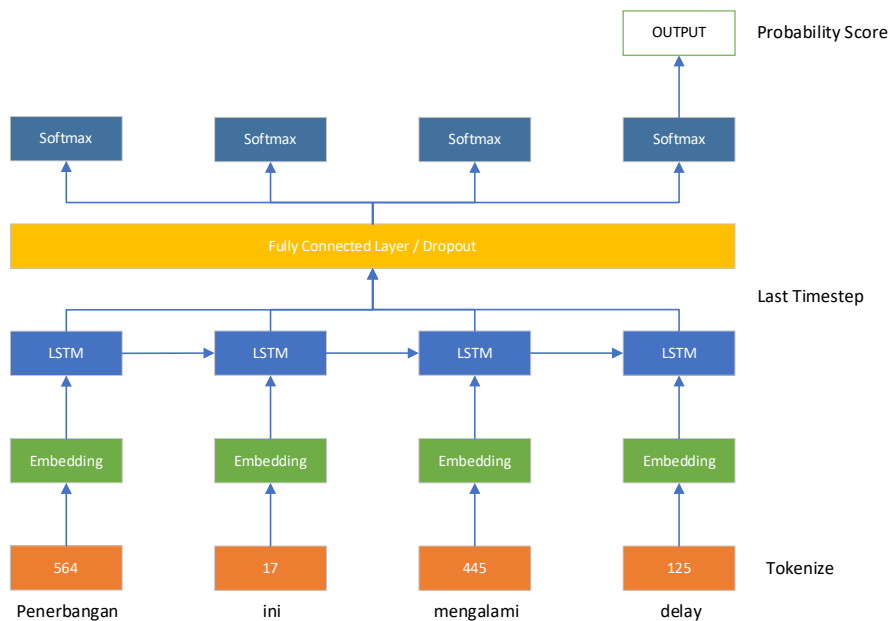 OUTPUT Probability Score
Softmax Softmax Softmax Softmax
Fully Connected Layer / Dropout
Last Timestep
LSTM LSTM LSTM LSTM
Embedding Embedding Embedding Embedding
564 17 445 125 Tokenize
Penerbangan ini mengalami delay